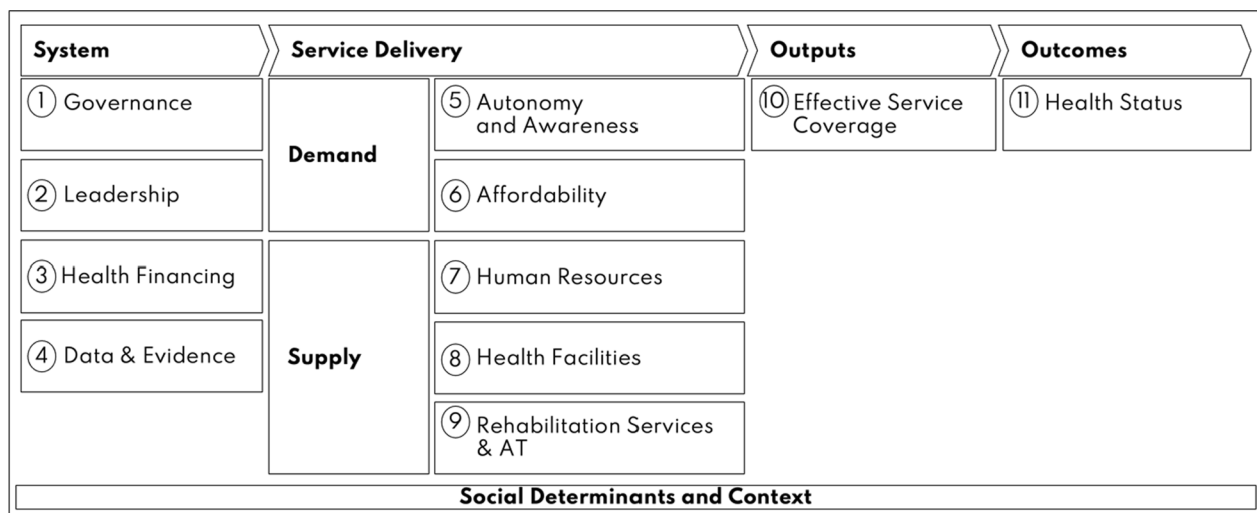 System
Service Delivery
Outputs
Outcomes
1 Governance
2 Leadership
3 Health Financing
4 Data & Evidence
Demand
5 Autonomy
and Awareness
6 Affordability
Supply
7 Human Resources
8 Health Facilities
9 Rehabilitation Services
& AT
10 Effective Service
Coverage
11 Health Status
Social Determinants and Context